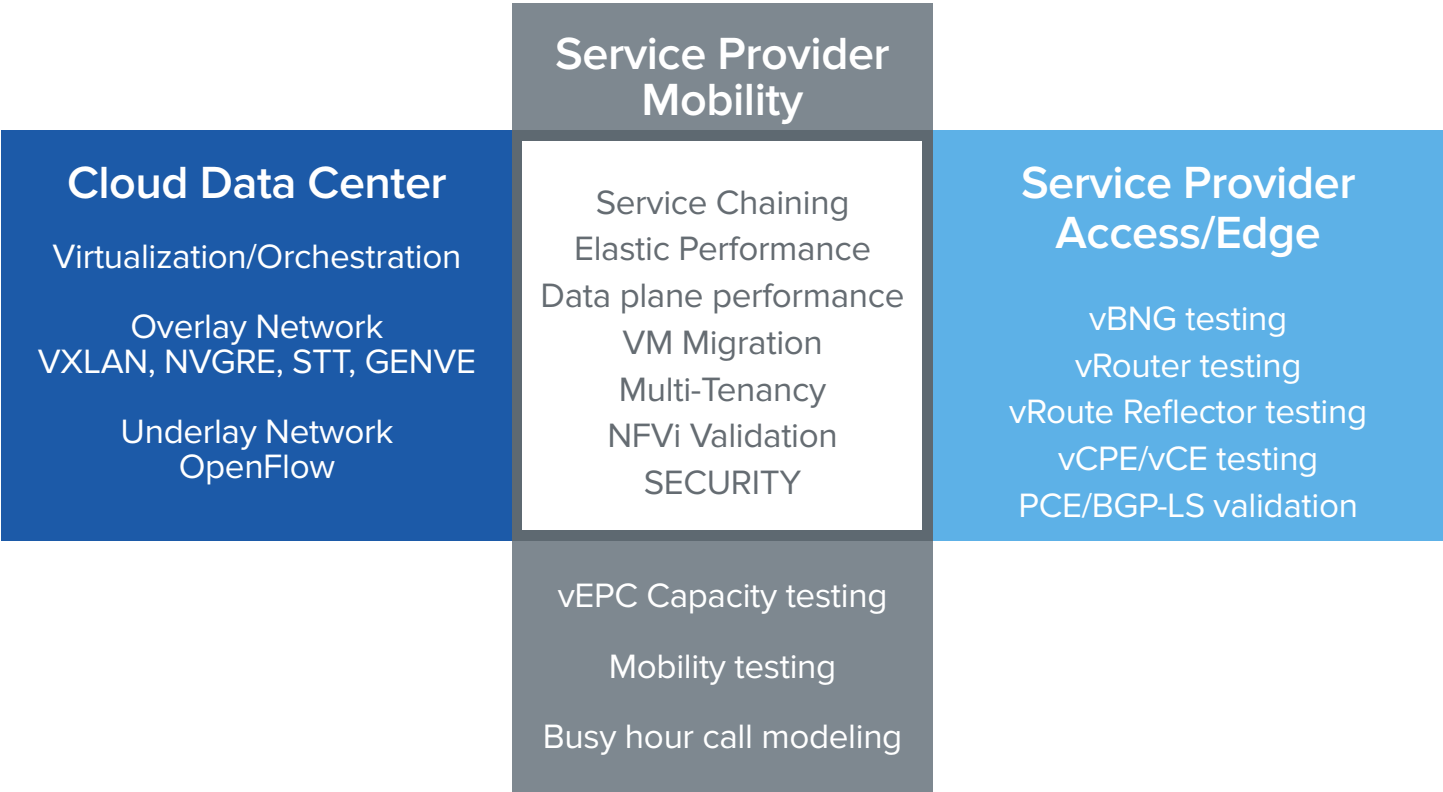 Service Provider
Mobility
Cloud Data Center
Virtualization/Orchestration
Overlay Network
VXLAN, NVGRE, STT, GENVE
Underlay Network
OpenFlow
Service Chaining
Elastic Performance
Data plane performance
VM Migration
Multi-Tenancy
NFVi Validation
SECURITY
Service Provider
Access/Edge
vBNG testing
vRouter testing
vRoute Reflector testing
vCPE/vCE testing
PCE/BGP-LS validation
vEPC Capacity testing
Mobility testing
Busy hour call modeling